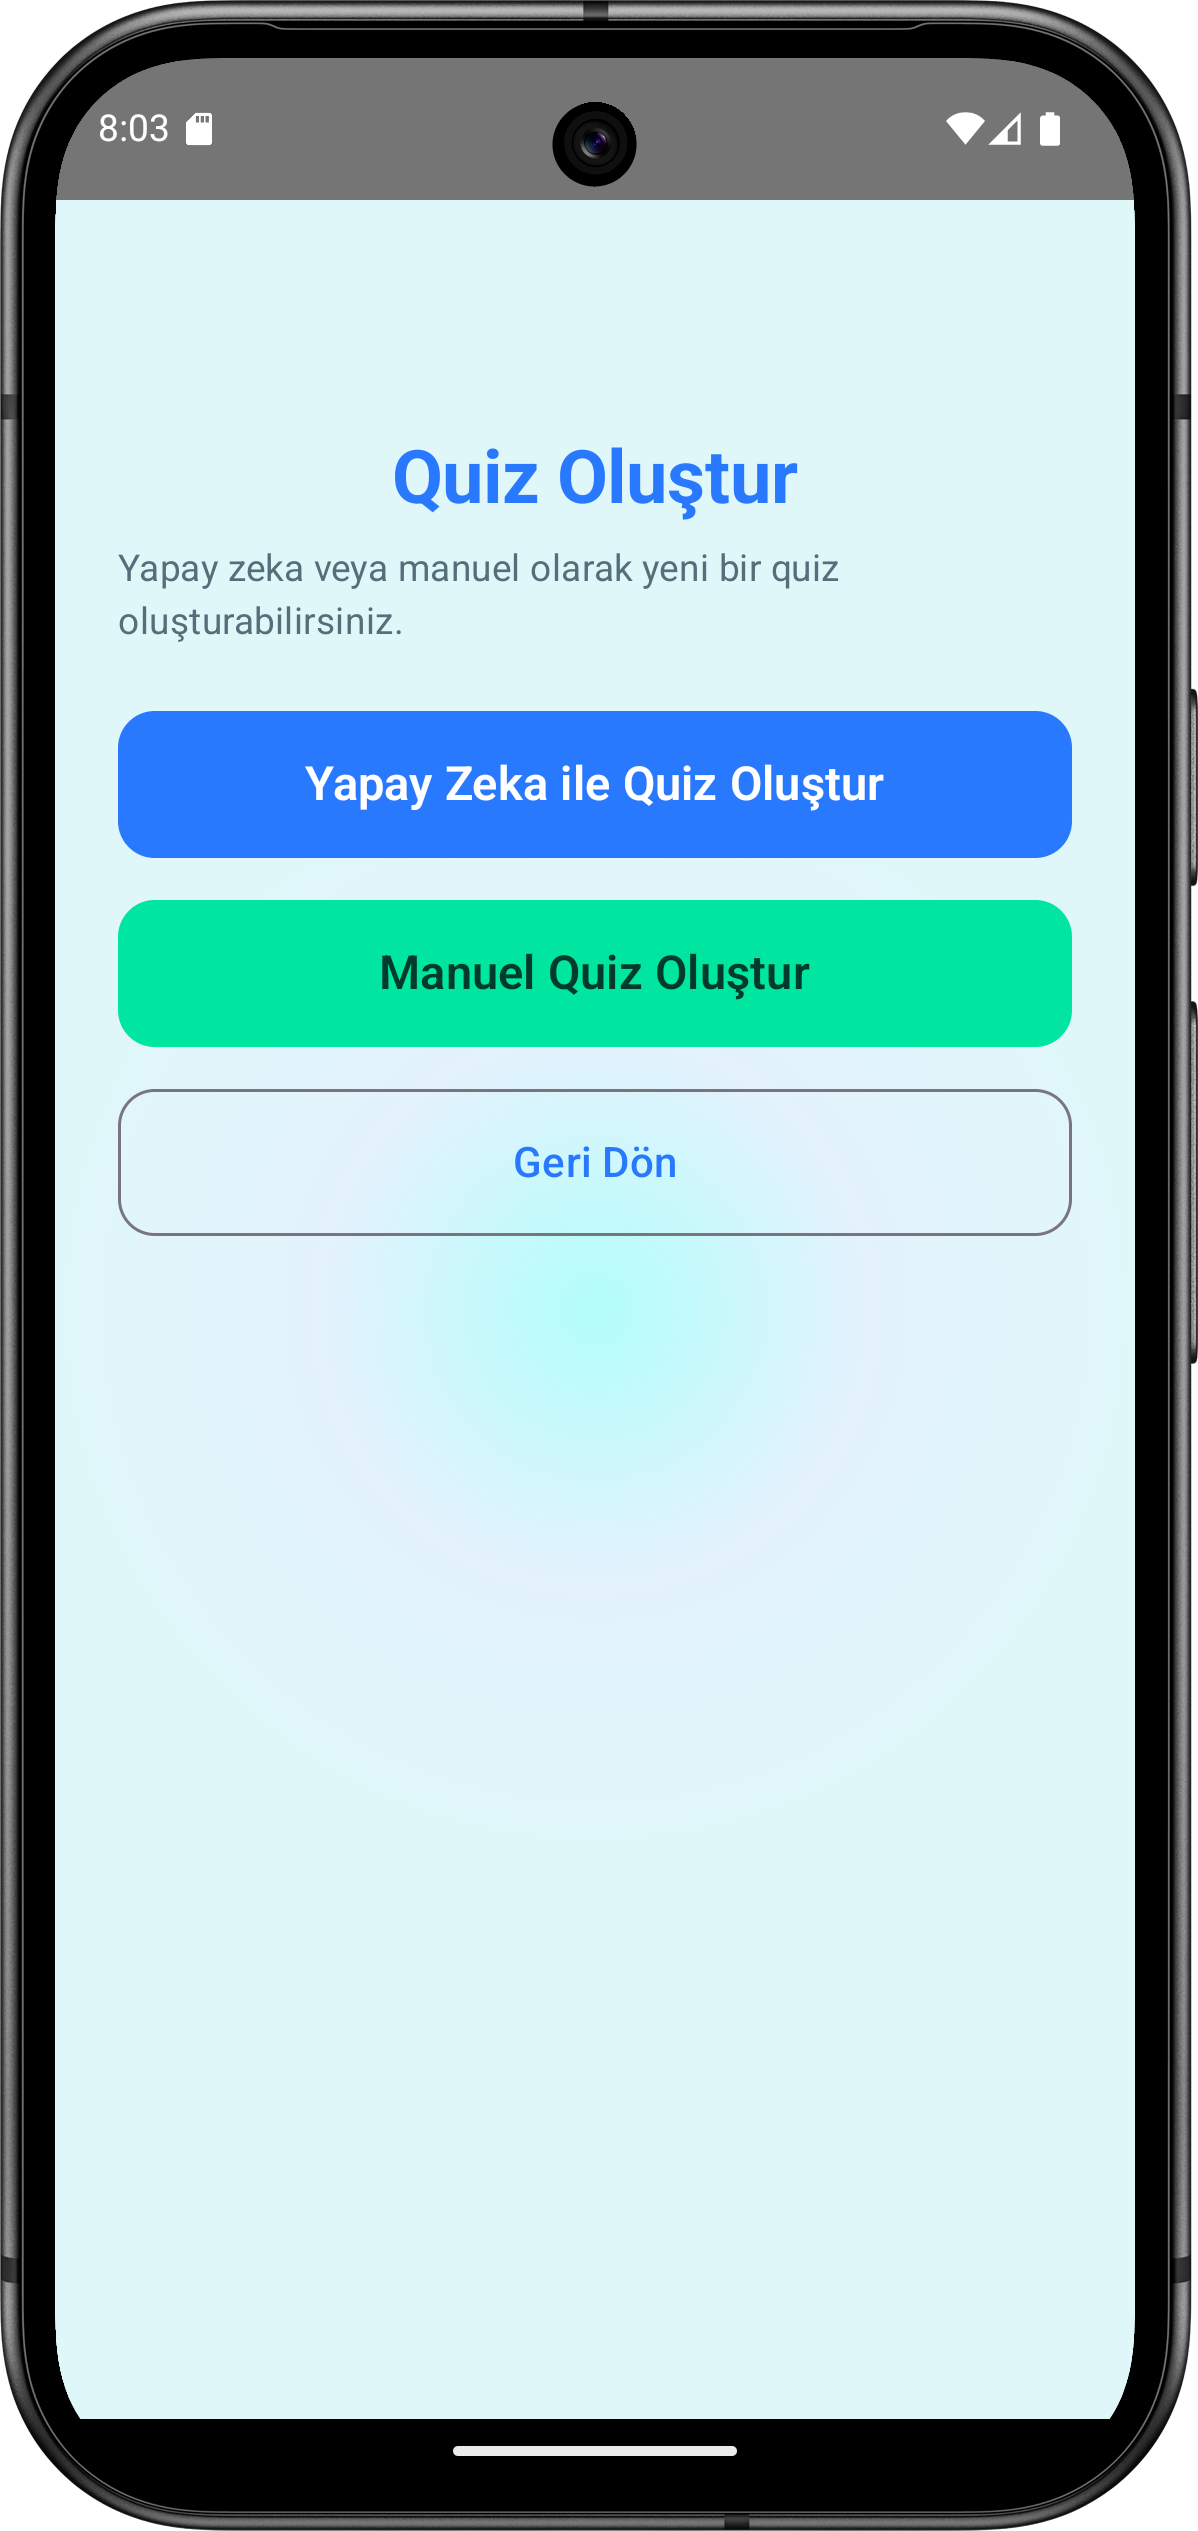 8:03
Quiz Oluştur
Yapay zeka veya manuel olarak yeni bir quiz
oluşturabilirsiniz.
Yapay Zeka ile Quiz Oluştur
Manuel Quiz Oluştur
Geri Dön